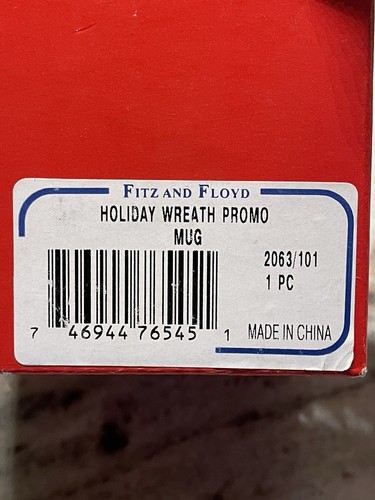 FITZ AND FLOYD
HOLIDAY WREATH PROMO
MUG
2063/101
1 PC
7 46944 76545 1
MADE IN CHINA